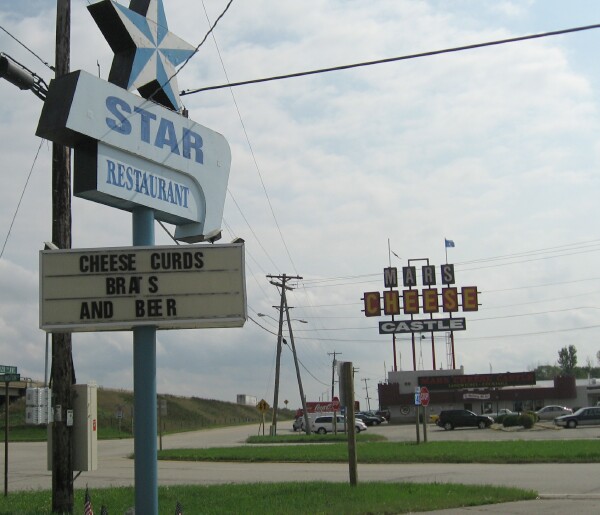 STAR
RESTAURANT
CHEESE CURDS
BRATS
AND BEER
MARS
CHEESE
CASTLE